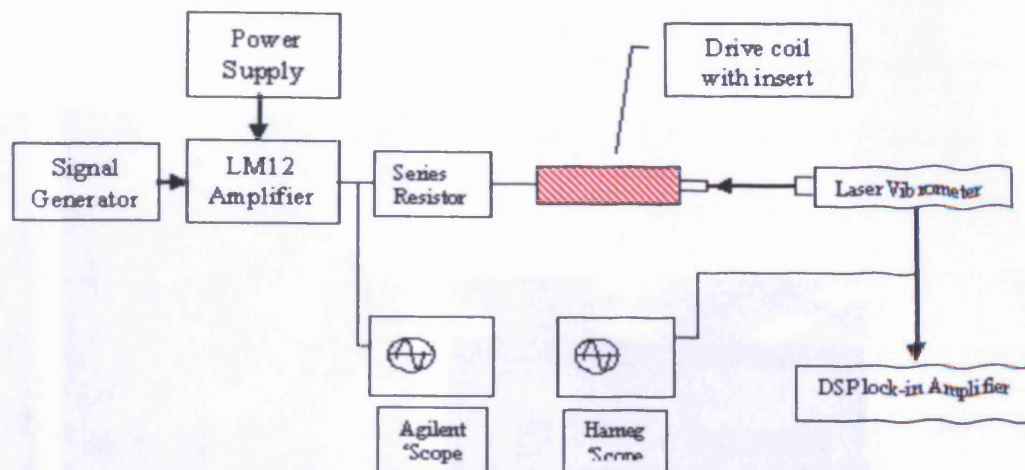 Power
Supply
Drive coil
with insert
Signal
Generator
LM12
Amplifier
Series
Resistor
Laser Vibrometer
DSP lock-in Amplifier
Agilent
'Scope
Hameg
'Scope